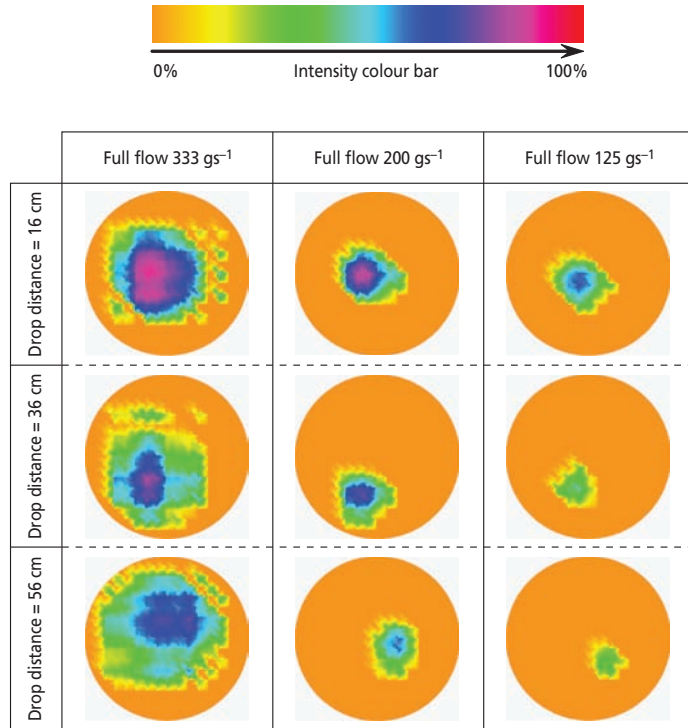 0% Intensity colour bar 100%
Full flow 333 gs⁻¹ Full flow 200 gs⁻¹ Full flow 125 gs⁻¹
Drop distance = 16 cm
Drop distance = 36 cm
Drop distance = 56 cm